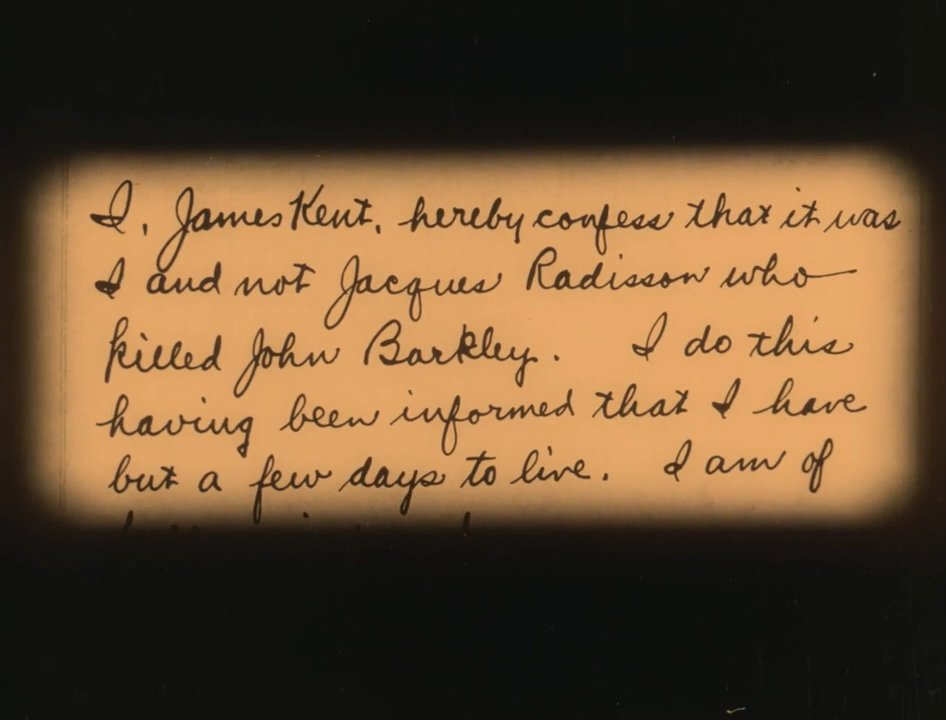 I, James Kent, hereby confess that it was
I and not Jacques Radisson who
killed John Barkley. I do this
having been informed that I have
but a few days to live. I am of